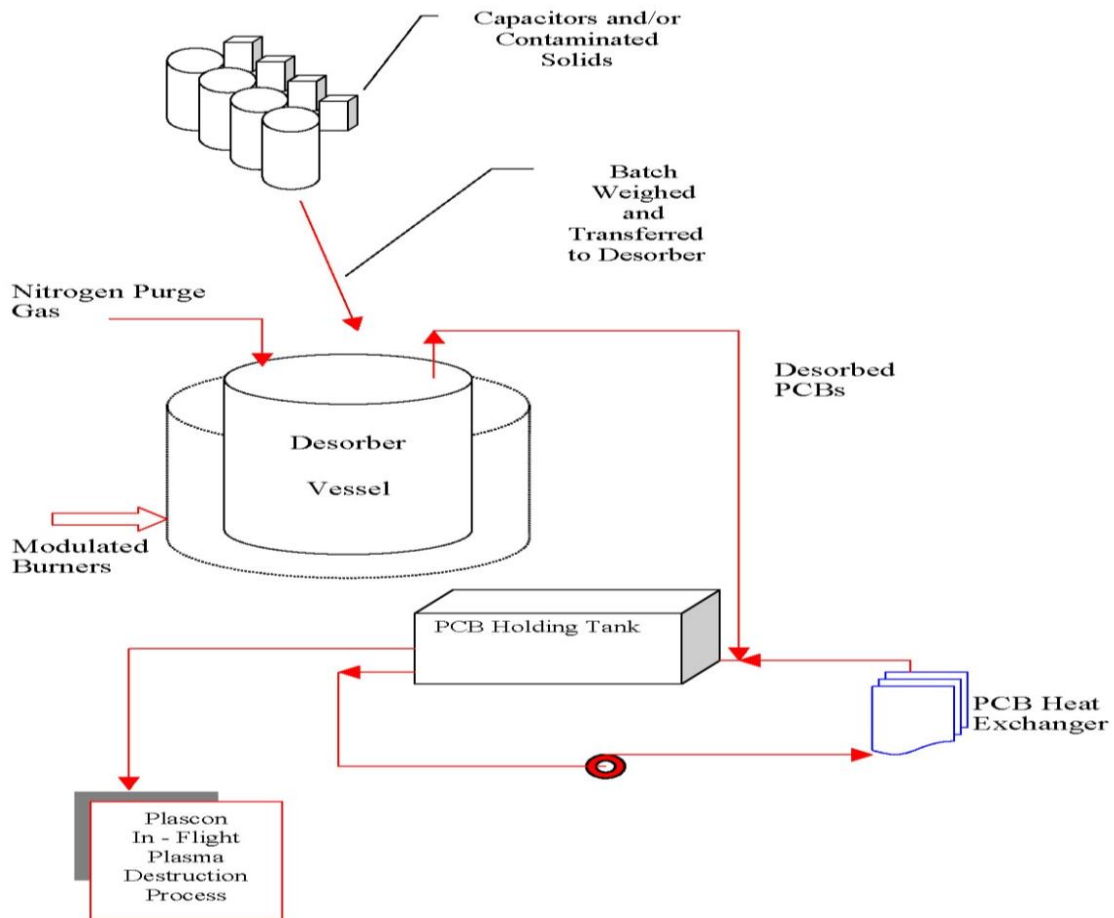 Capacitors and/or
Contaminated
Solids
Batch
Weighed
and
Transferred
to Desorber
Nitrogen Purge
Gas
Desorbed
PCBs
Desorber
Vessel
Modulated
Burners
PCB Holding Tank
PCB Heat
Exchanger
Plascon
In - Flight
Plasma
Destruction
Process